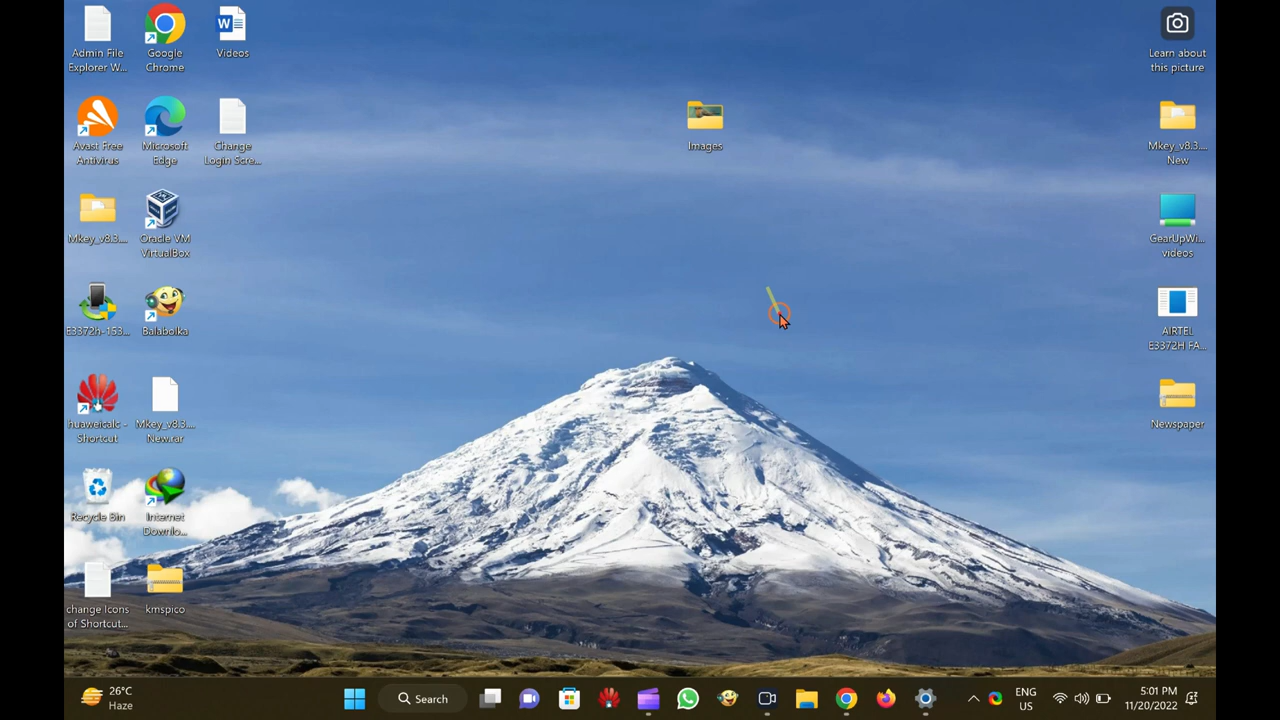 Admin File
Explorer W...
Google
Chrome
Videos
Avast Free
Antivirus
Microsoft
Edge
Change
Login Scre...
Mkey_v8.3....
Oracle VM
VirtualBox
E3372h-153...
Balabolka
huaweicalc -
Shortcut
Mkey_v8.3....
New.rar
Recycle Bin
Internet
Downlo...
change Icons
of Shortcut...
kmspico
Images
Learn about
this picture
Mkey_v8.3....
New
GearUpWi...
videos
AIRTEL
E3372H FA...
Newspaper
26°C
Haze
Search
ENG
US
5:01 PM
11/20/2022